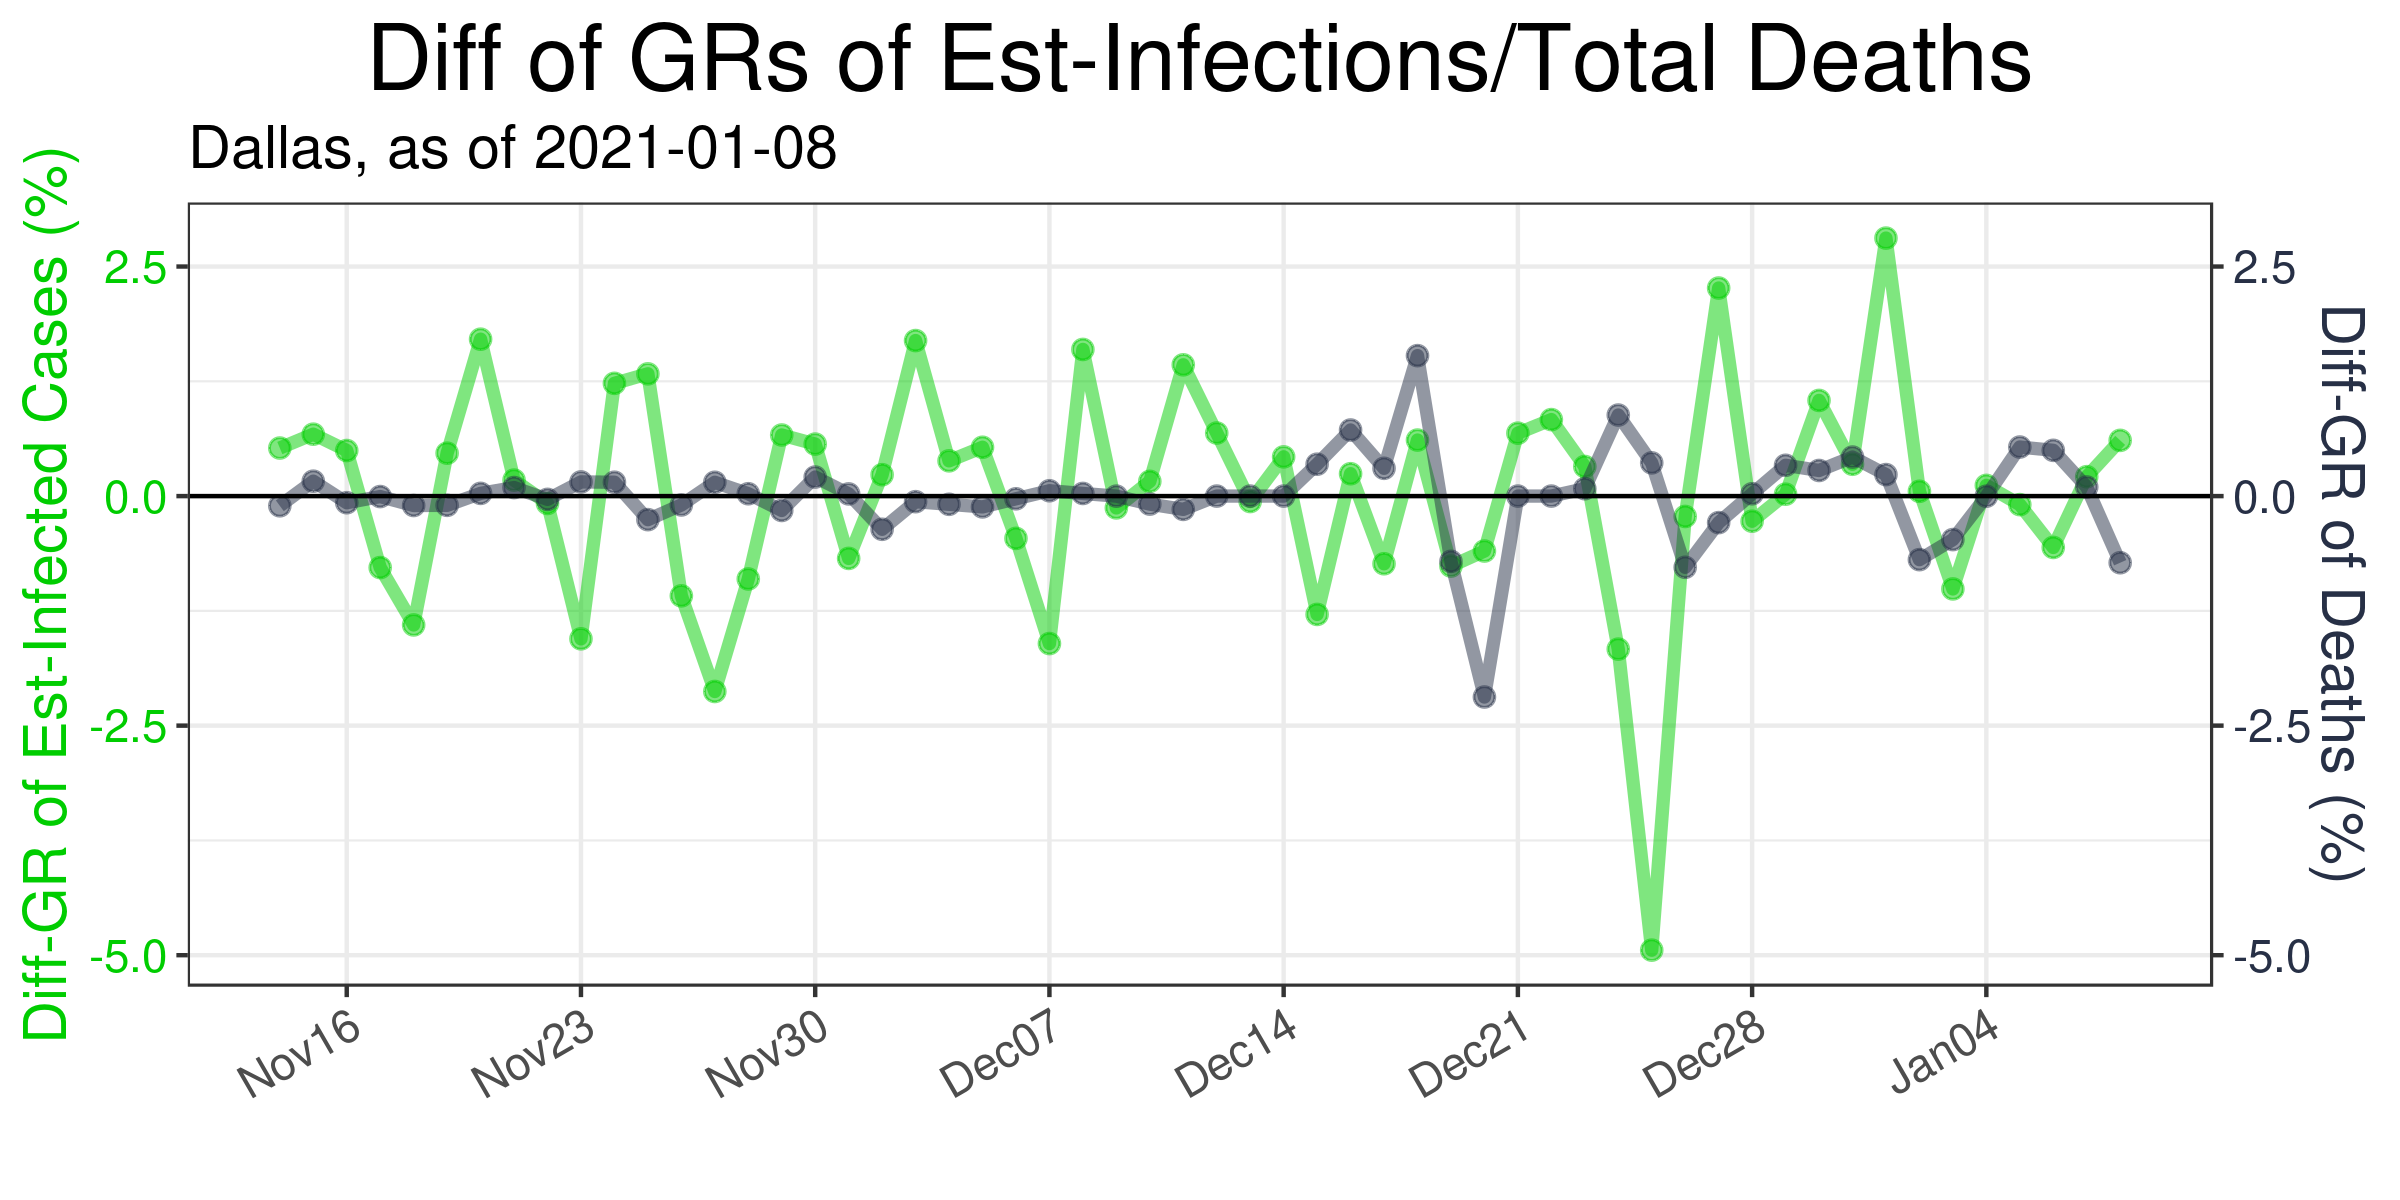 Diff of GRs of Est-Infections/Total Deaths
Dallas, as of 2021-01-08
Diff-GR of Est-Infected Cases (%)
2.5
0.0
-2.5
-5.0
2.5
0.0
-2.5
-5.0
Diff-GR of Deaths (%)
Nov16
Nov23
Nov30
Dec07
Dec14
Dec21
Dec28
Jan04